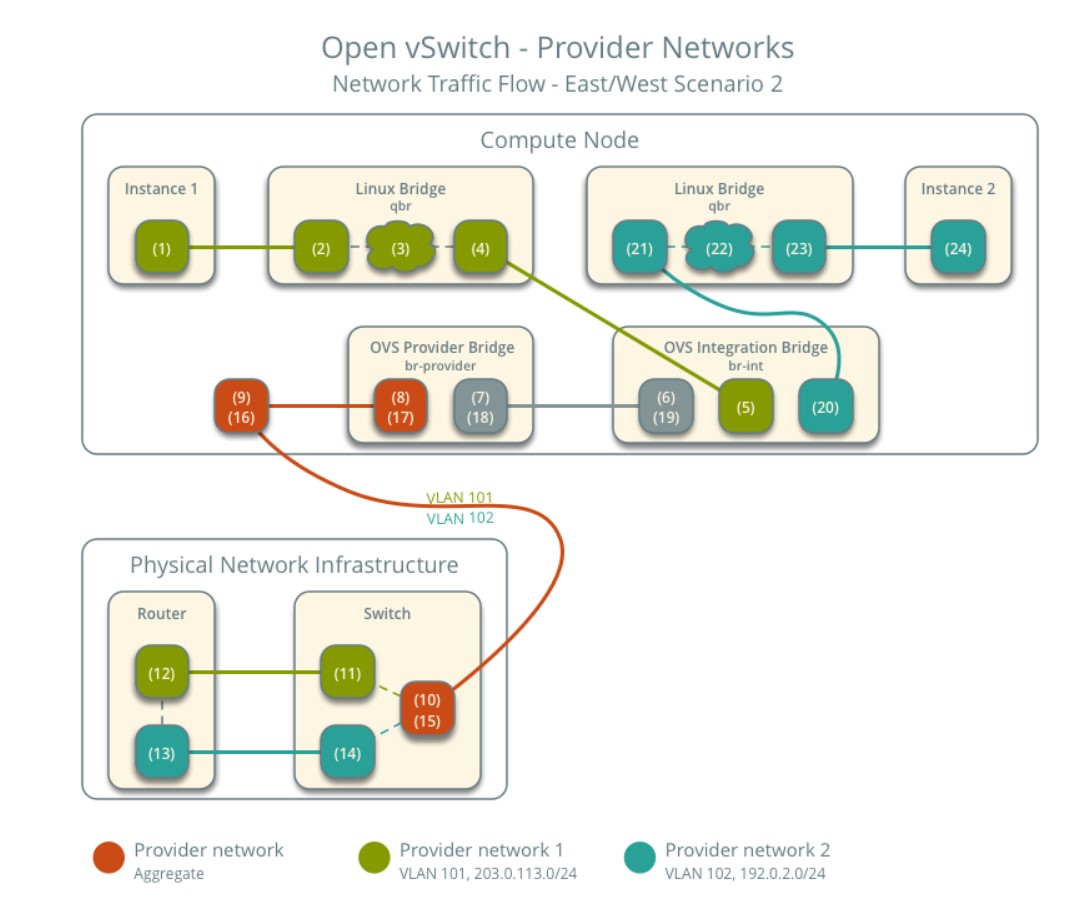 Open vSwitch - Provider Networks
Network Traffic Flow - East/West Scenario 2
Compute Node
Instance 1
Linux Bridge
qbr
Linux Bridge
qbr
Instance 2
(1)
(2)
(3)
(4)
(21)
(22)
(23)
(24)
OVS Provider Bridge
br-provider
OVS Integration Bridge
br-int
(9)
(16)
(8)
(17)
(7)
(18)
(6)
(19)
(5)
(20)
VLAN 101
VLAN 102
Physical Network Infrastructure
Router
Switch
(12)
(11)
(10)
(15)
(13)
(14)
Provider network
Aggregate
Provider network 1
VLAN 101, 203.0.113.0/24
Provider network 2
VLAN 102, 192.0.2.0/24